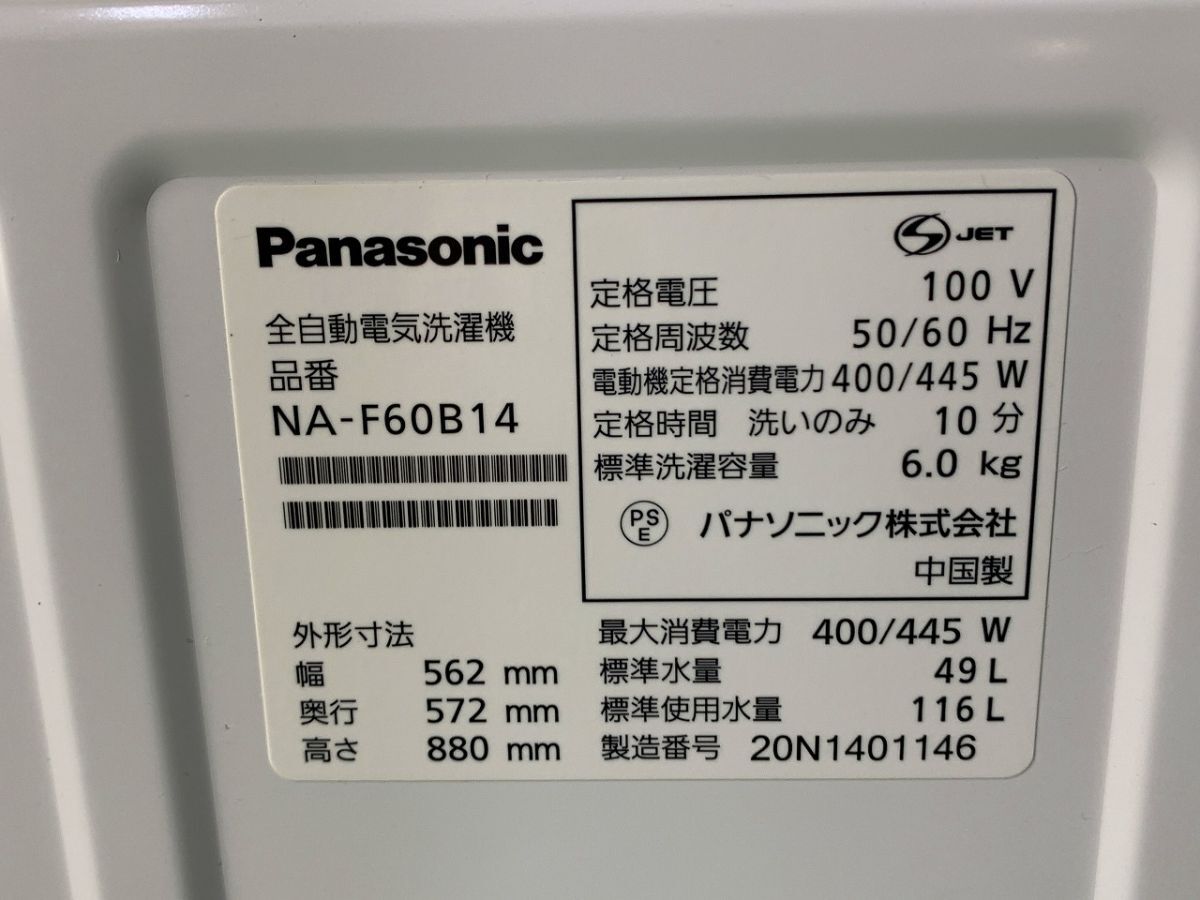 Panasonic
全自動電気洗濯機
品番
NA-F60B14
JET
定格電圧 100 V
定格周波数 50/60 Hz
電動機定格消費電力 400/445 W
定格時間 洗いのみ 10 分
標準洗濯容量 6.0 kg
PS
E
パナソニック株式会社
中国製
外形寸法
幅 562 mm
奥行 572 mm
高さ 880 mm
最大消費電力 400/445 W
標準水量 49 L
標準使用水量 116 L
製造番号 20N1401146